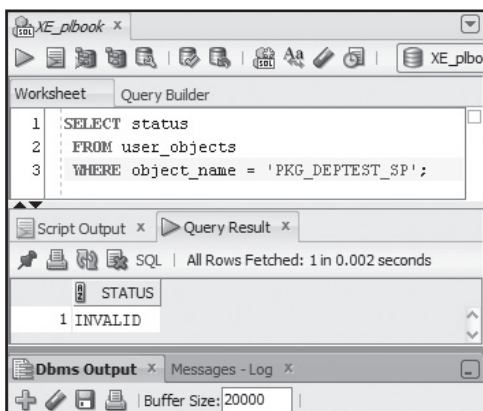 XE_plbook x
SQL
Aa
XE_plbo
Worksheet Query Builder
1 SELECT status
2 FROM user_objects
3 WHERE object_name = 'PKG_DEPTEST_SP';
Script Output x Query Result x
SQL | All Rows Fetched: 1 in 0.002 seconds
STATUS
1 INVALID
Dbms Output x Messages - Log x
Buffer Size: 20000